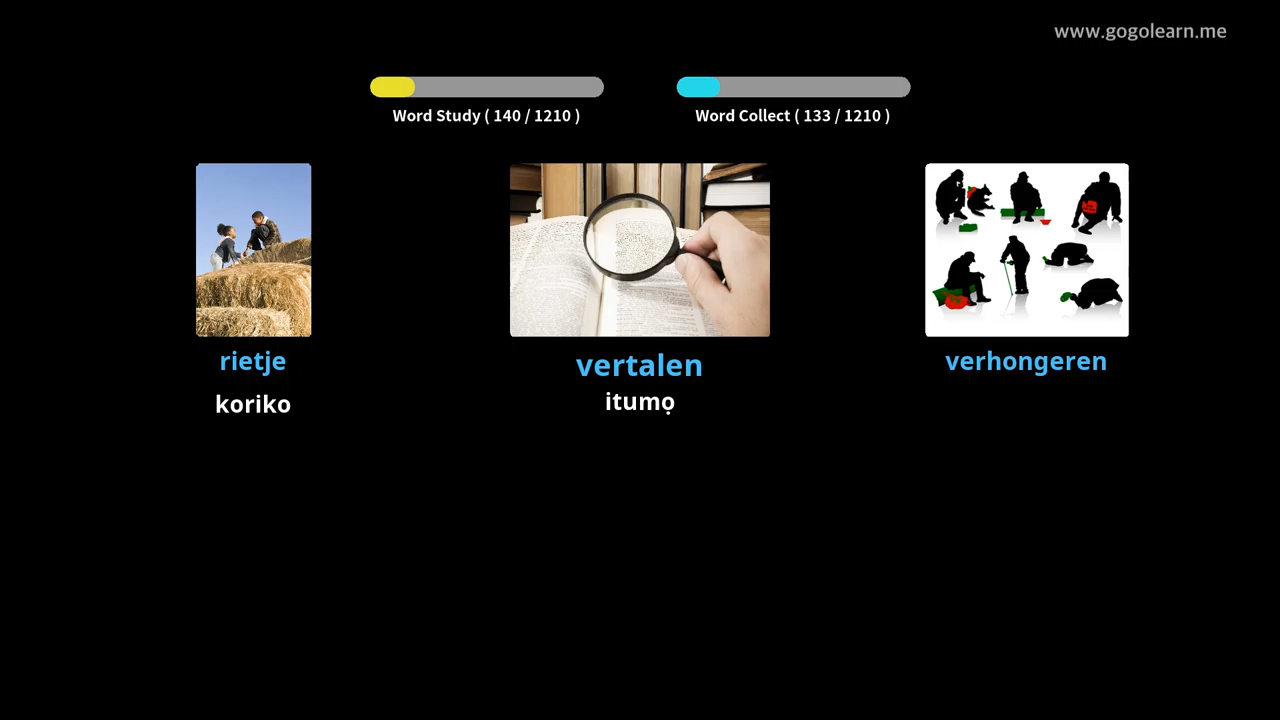 www.gogolearn.me
Word Study ( 140 / 1210 )
Word Collect ( 133 / 1210 )
rietje
vertalen
verhongeren
koriko
itumọ